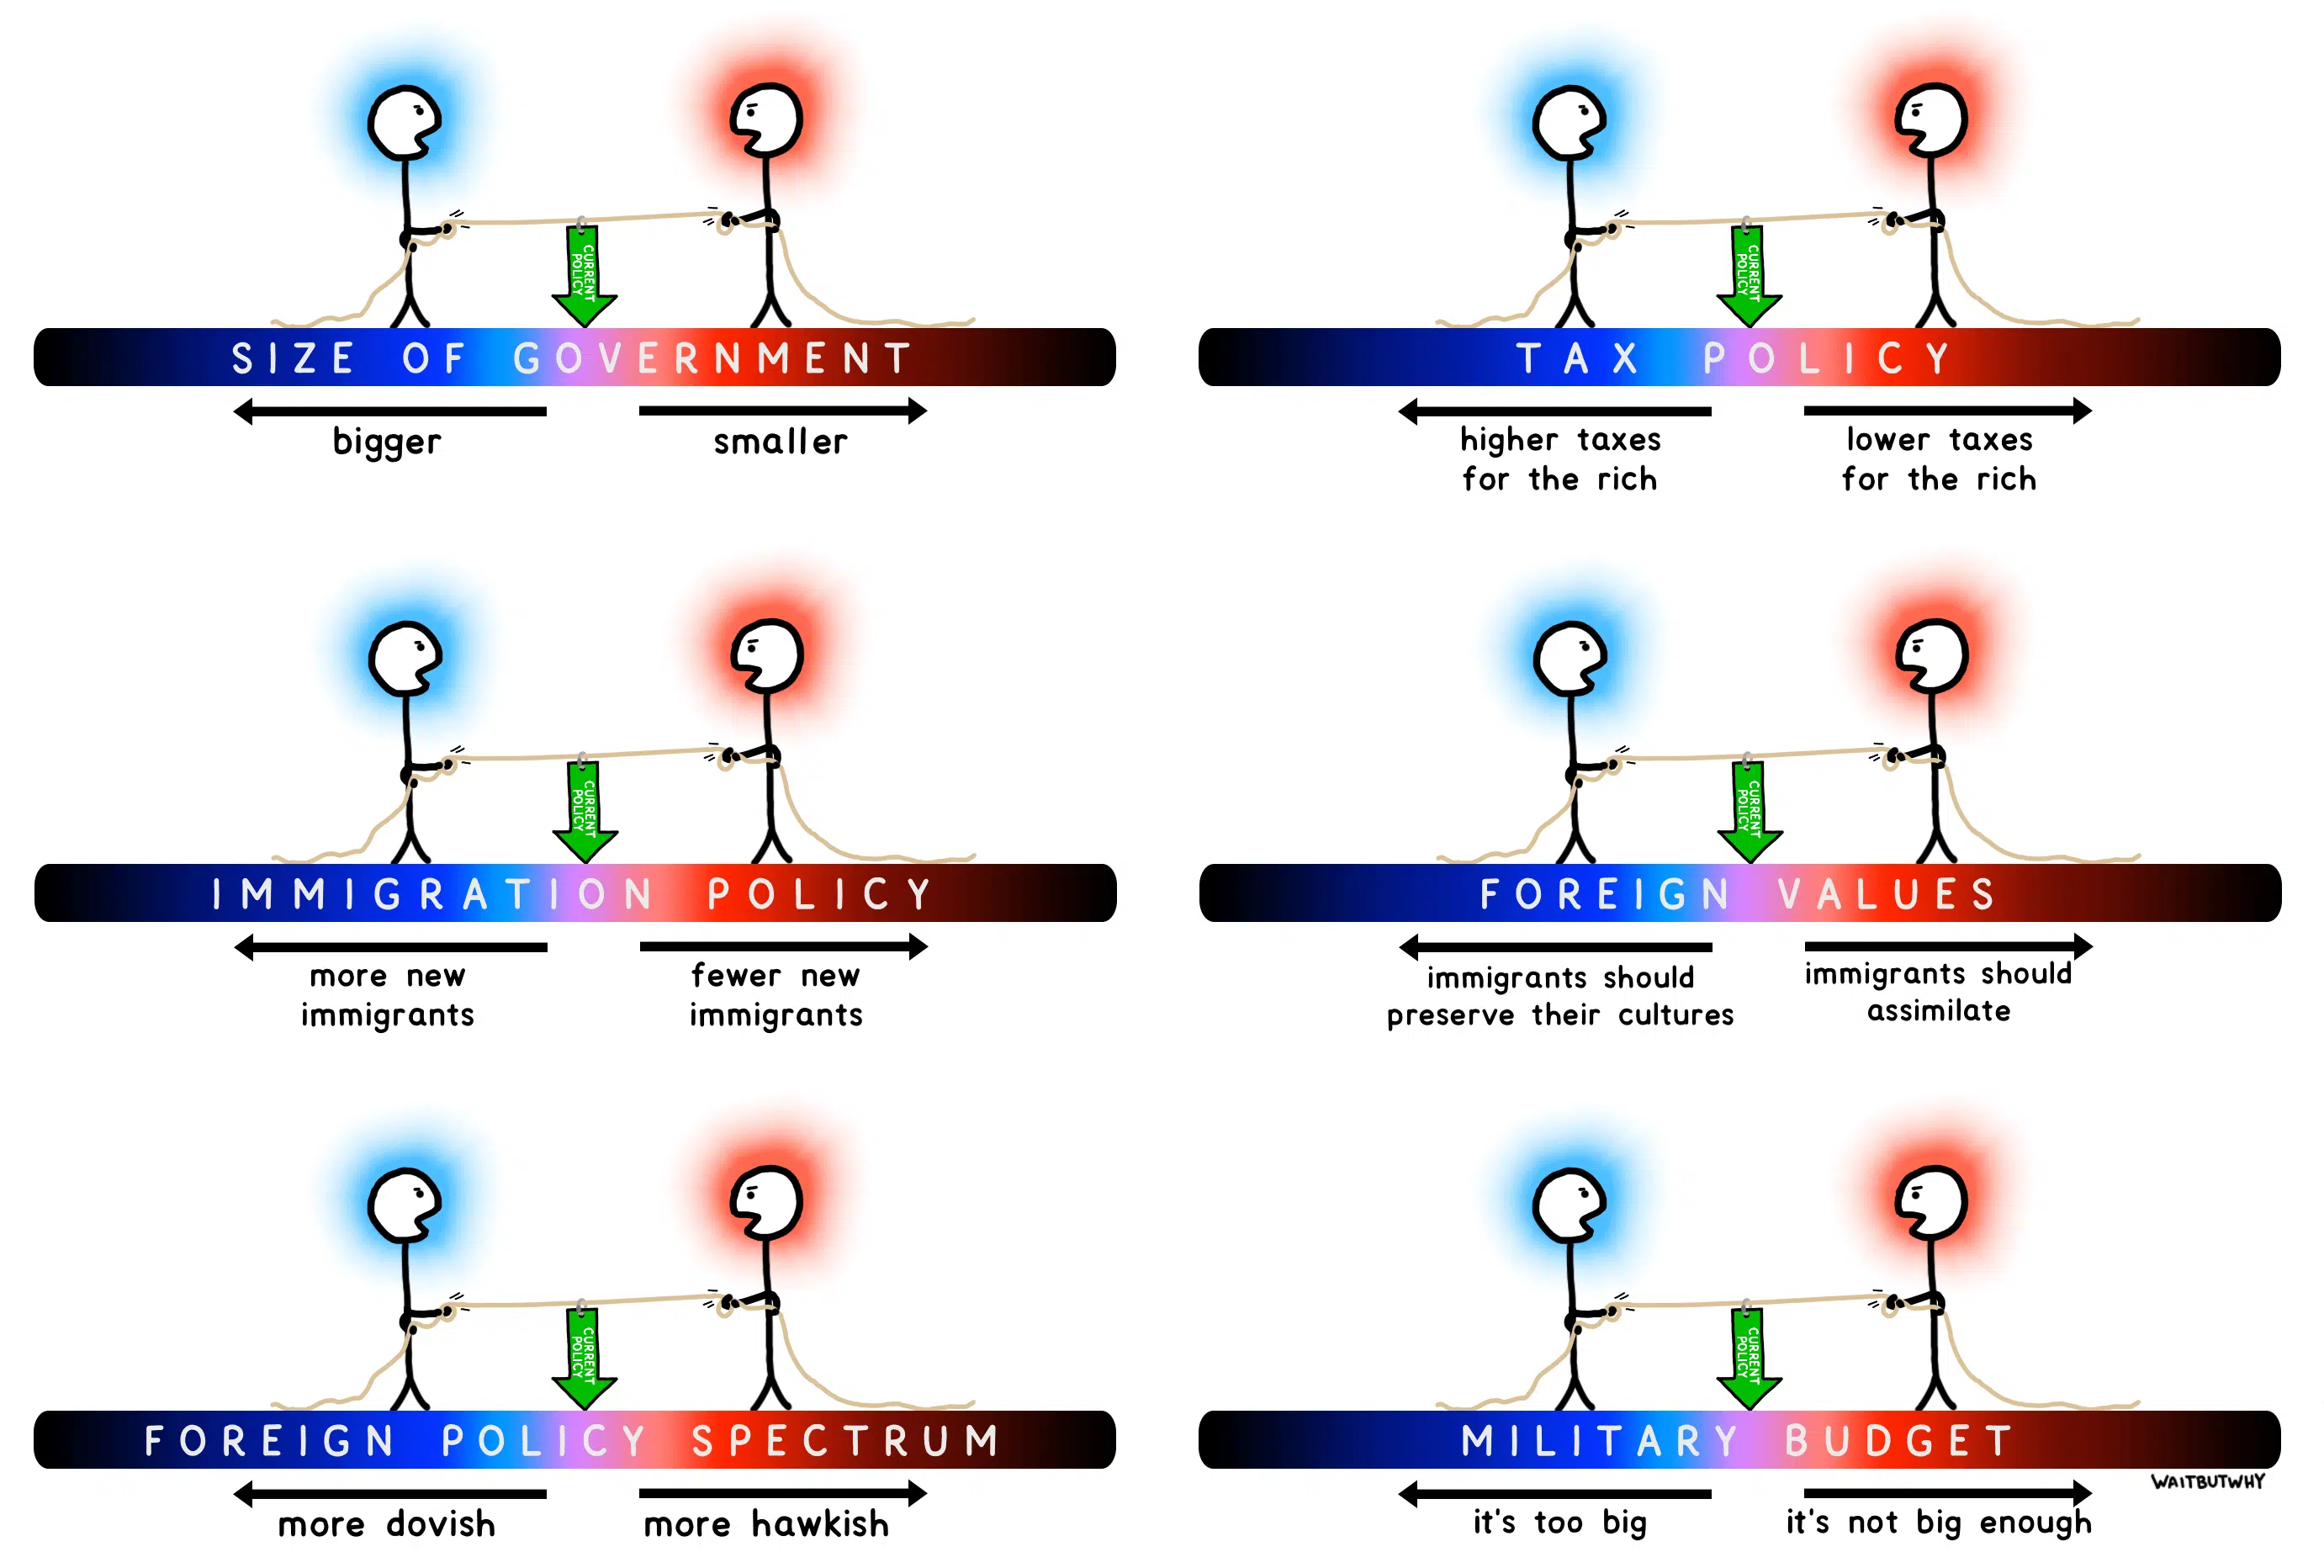 CURRENT
POLICY
SIZE OF GOVERNMENT
bigger
smaller
CURRENT
POLICY
TAX POLICY
higher taxes
for the rich
lower taxes
for the rich
CURRENT
POLICY
IMMIGRATION POLICY
more new
immigrants
fewer new
immigrants
CURRENT
POLICY
FOREIGN VALUES
immigrants should
preserve their cultures
immigrants should
assimilate
CURRENT
POLICY
FOREIGN POLICY SPECTRUM
more dovish
more hawkish
CURRENT
POLICY
MILITARY BUDGET
it's too big
it's not big enough
WAITBUTWHY